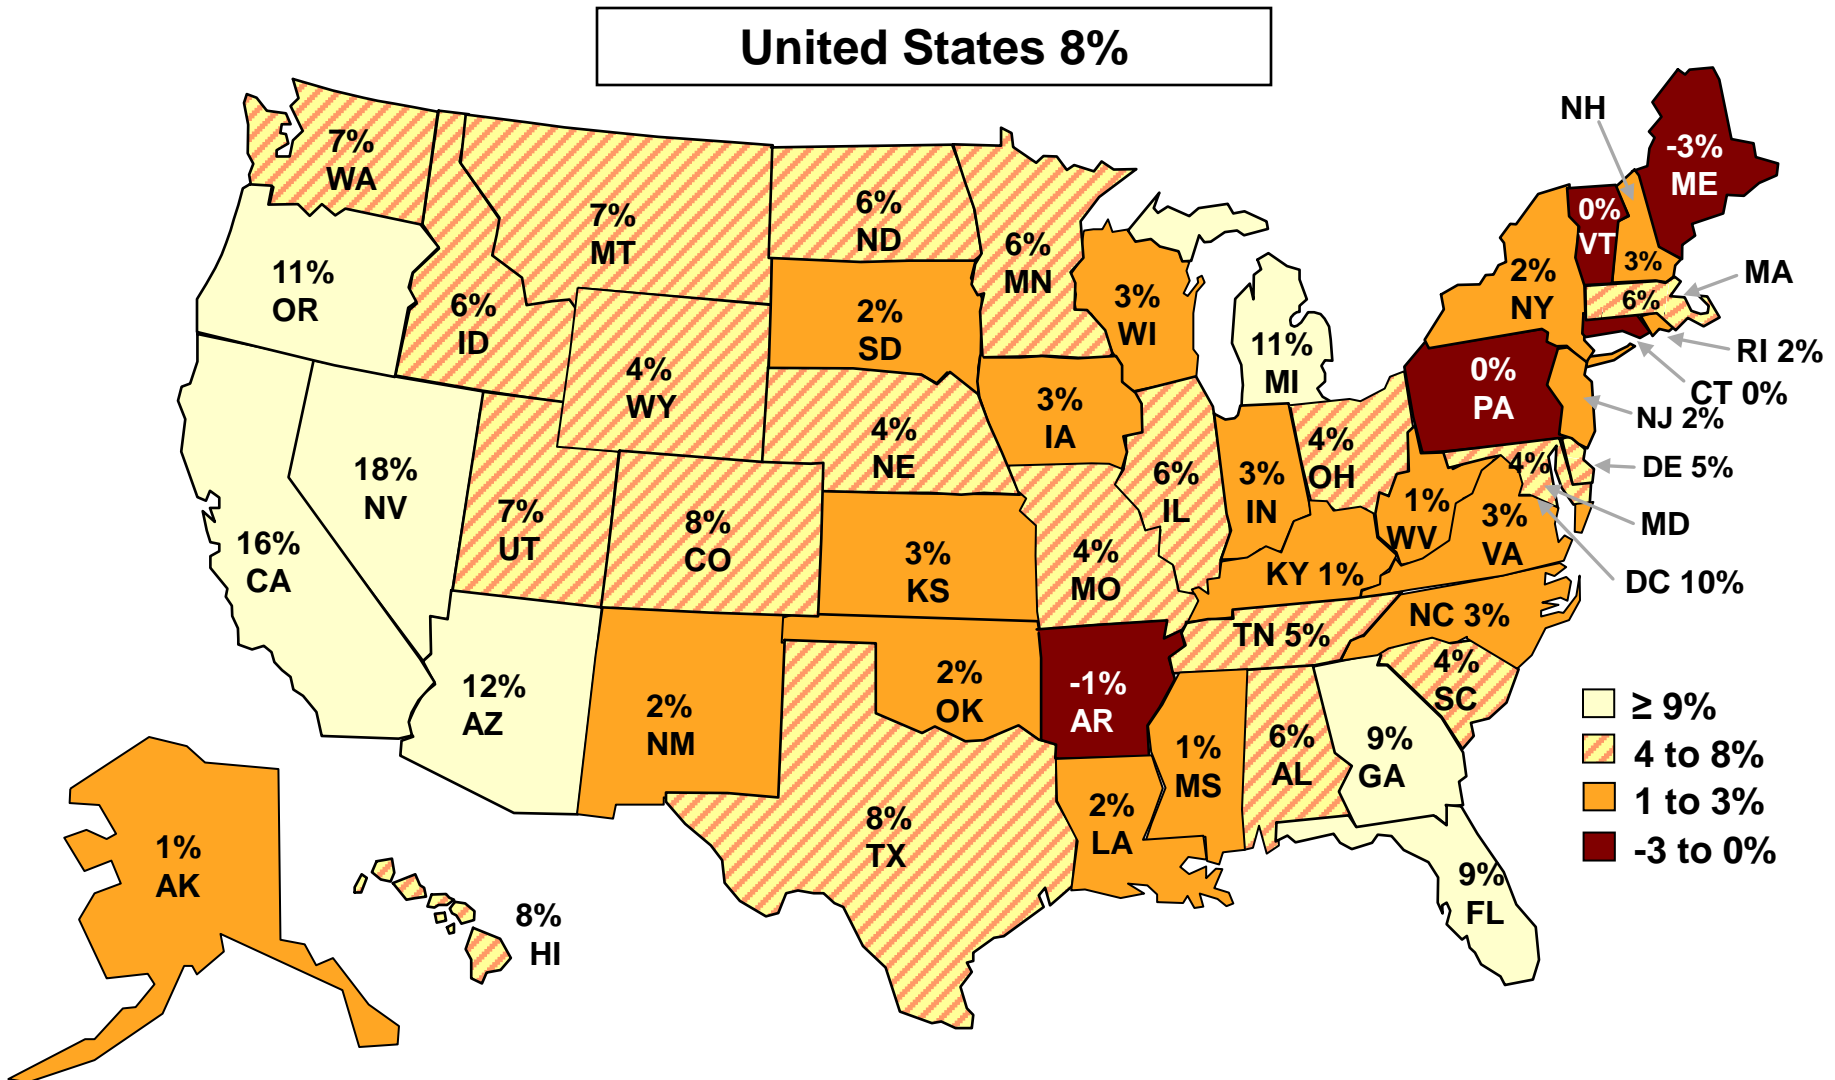 United States 8%
NH
-3%
ME
7%
WA
7%
MT
6%
ND
6%
MN
0%
VT
3%
11%
OR
6%
ID
2%
SD
3%
WI
2%
NY
6%
MA
4%
WY
11%
MI
0%
PA
RI 2%
CT 0%
NJ 2%
3%
IA
4%
NE
4%
OH
4%
DE 5%
18%
NV
7%
UT
8%
CO
6%
IL
3%
IN
1%
WV
3%
VA
MD
16%
CA
3%
KS
4%
MO
KY 1%
DC 10%
TN 5%
NC 3%
12%
AZ
2%
NM
2%
OK
-1%
AR
4%
SC
1%
MS
6%
AL
9%
GA
≥ 9%
4 to 8%
1 to 3%
-3 to 0%
8%
TX
2%
LA
9%
FL
1%
AK
8%
HI